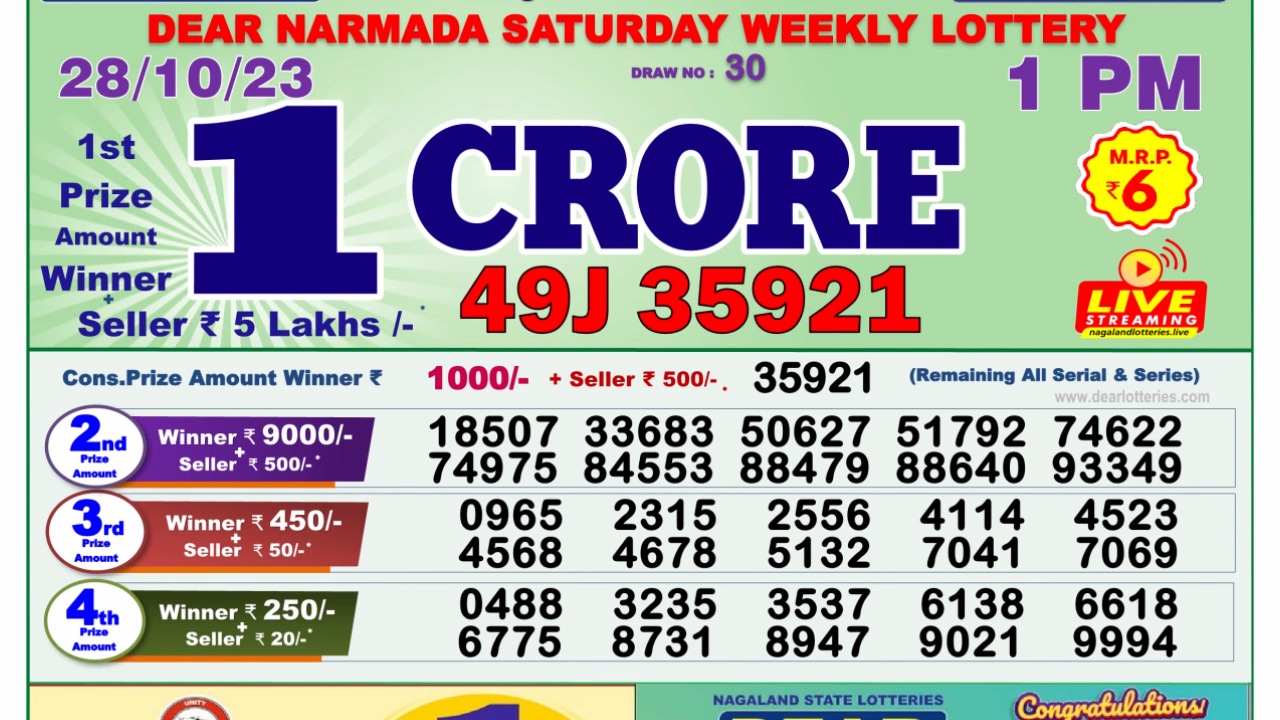 DEAR NARMADA SATURDAY WEEKLY LOTTERY
28/10/23
DRAW NO : 30
1 PM
1st
Prize
Amount
Winner
+
Seller ₹ 5 Lakhs /-*
1 CRORE
49J 35921
M.R.P.
₹6
LIVE
STREAMING
nagalandlotteries.live
Cons.Prize Amount Winner ₹ 1000/- + Seller ₹ 500/- . 35921 (Remaining All Serial & Series)
www.dearlotteries.com
2nd
Prize
Amount
Winner ₹ 9000/-
+
Seller ₹ 500/-*
18507 33683 50627 51792 74622
74975 84553 88479 88640 93349
3rd
Prize
Amount
Winner ₹ 450/-
+
Seller ₹ 50/-*
0965 2315 2556 4114 4523
4568 4678 5132 7041 7069
4th
Prize
Amount
Winner ₹ 250/-
+
Seller ₹ 20/-*
0488 3235 3537 6138 6618
6775 8731 8947 9021 9994
UNITY
1
NAGALAND STATE LOTTERIES
DEAR
Congratulations!